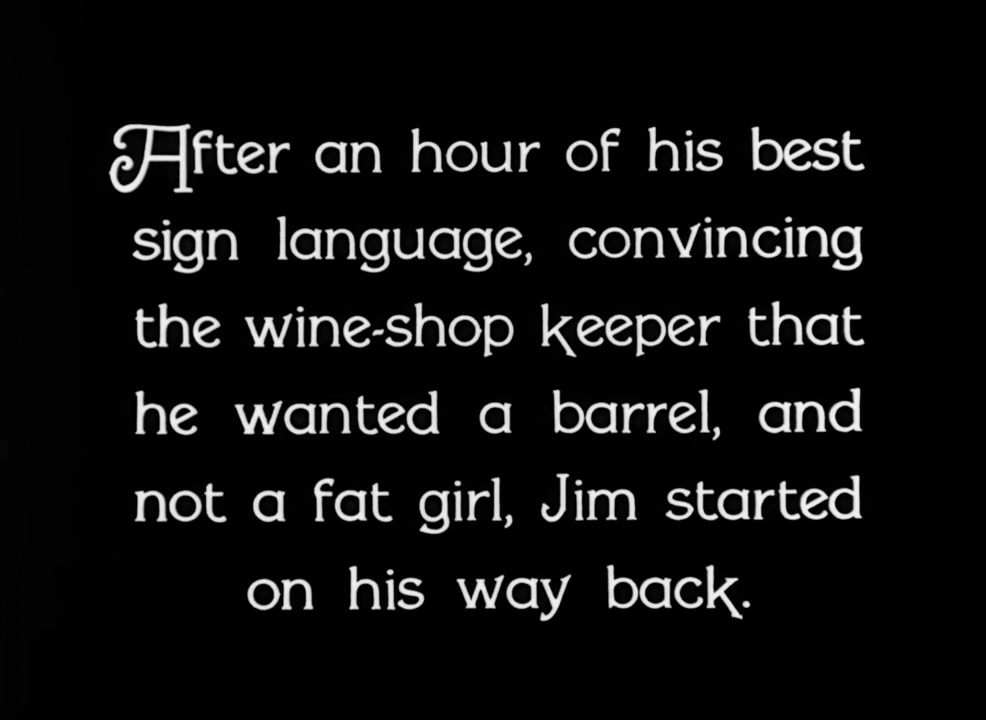 After an hour of his best
sign language, convincing
the wine-shop keeper that
he wanted a barrel, and
not a fat girl, Jim started
on his way back.